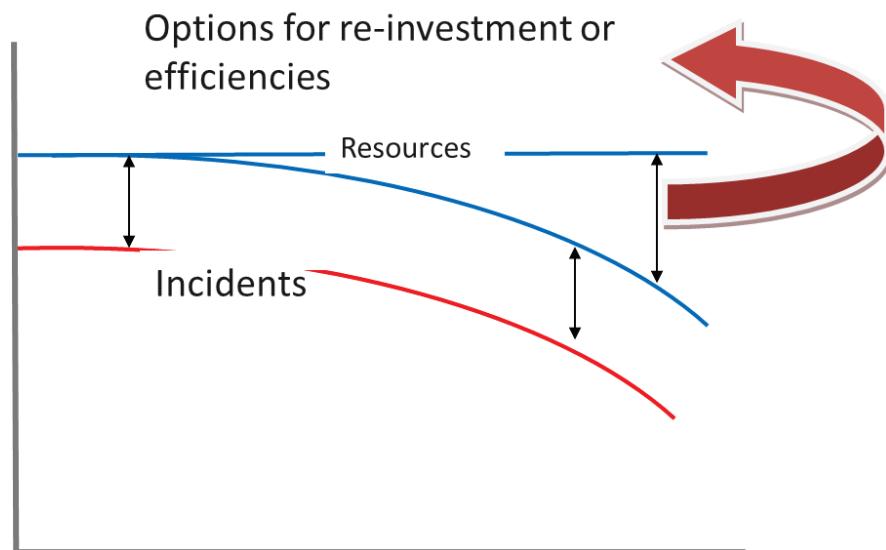 Options for re-investment or
efficiencies
Resources
Incidents